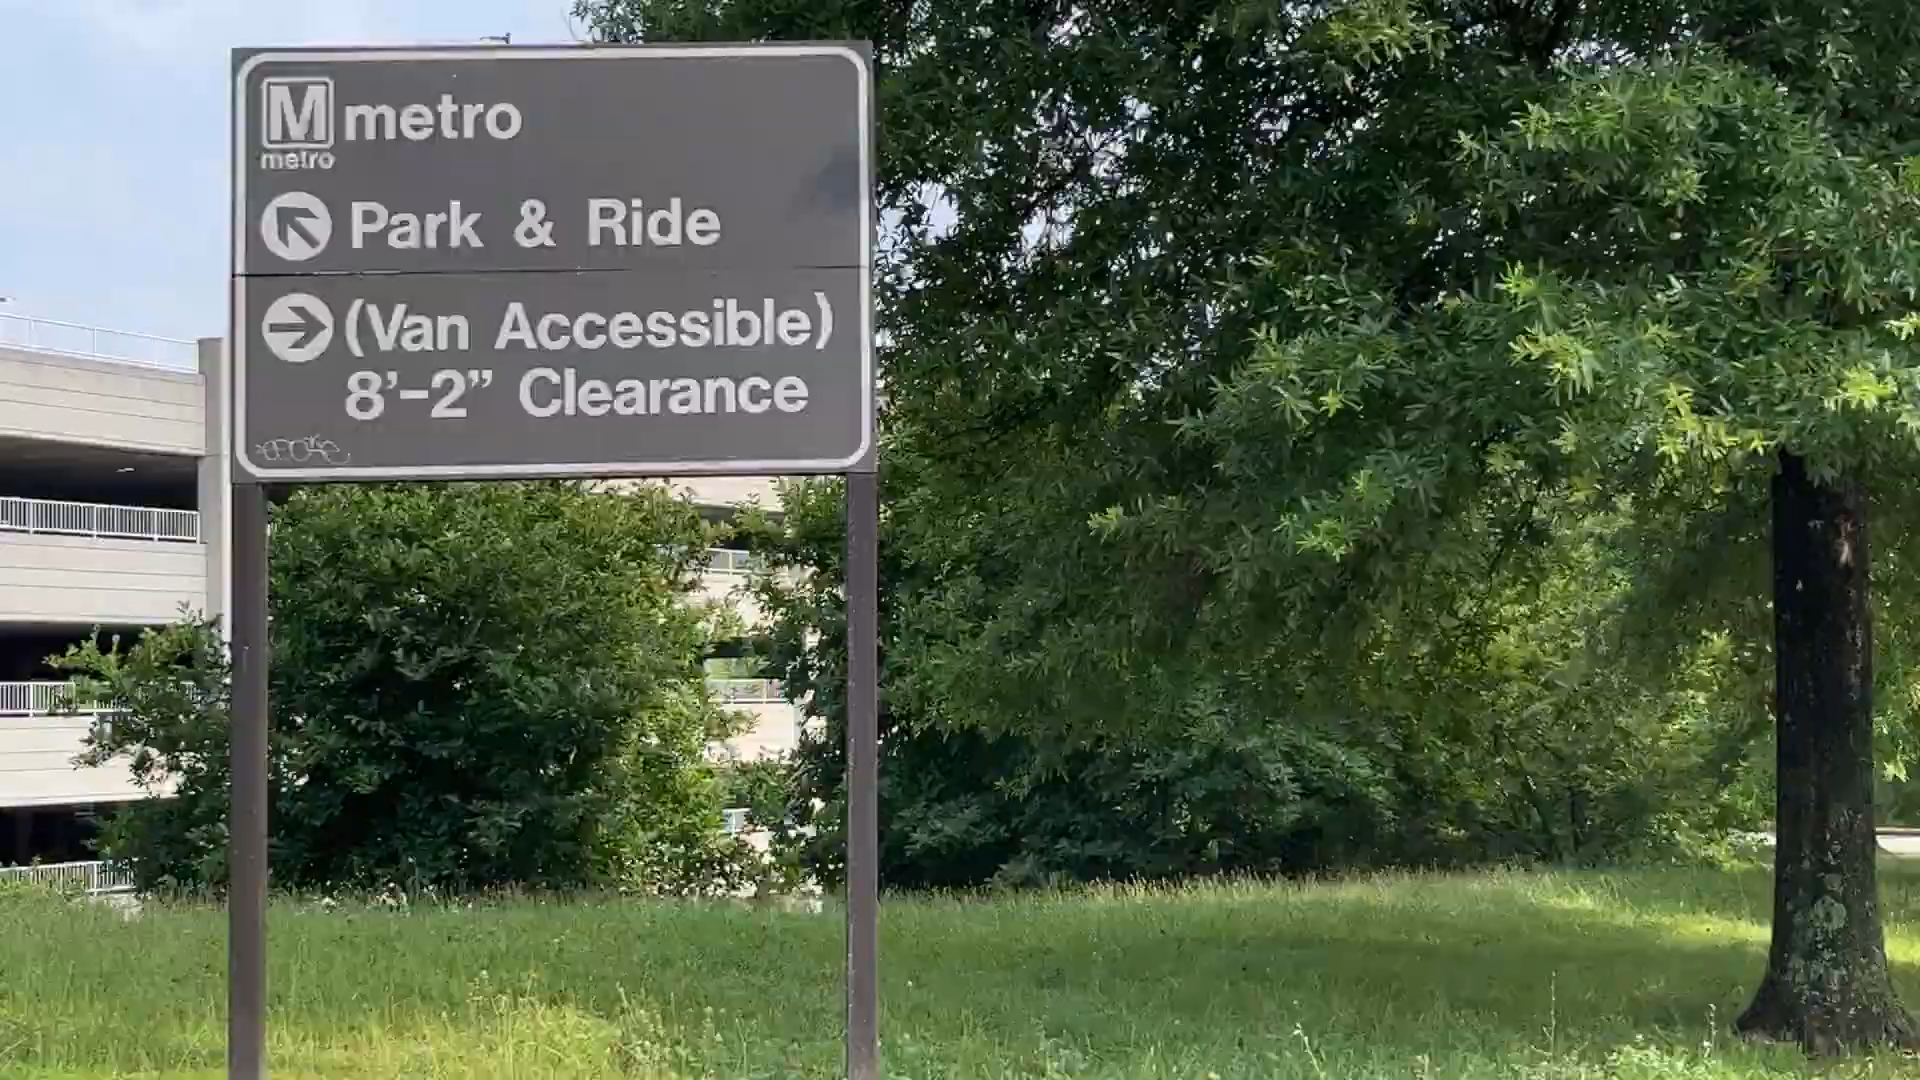 M metro
metro
Park & Ride
(Van Accessible)
8'-2" Clearance